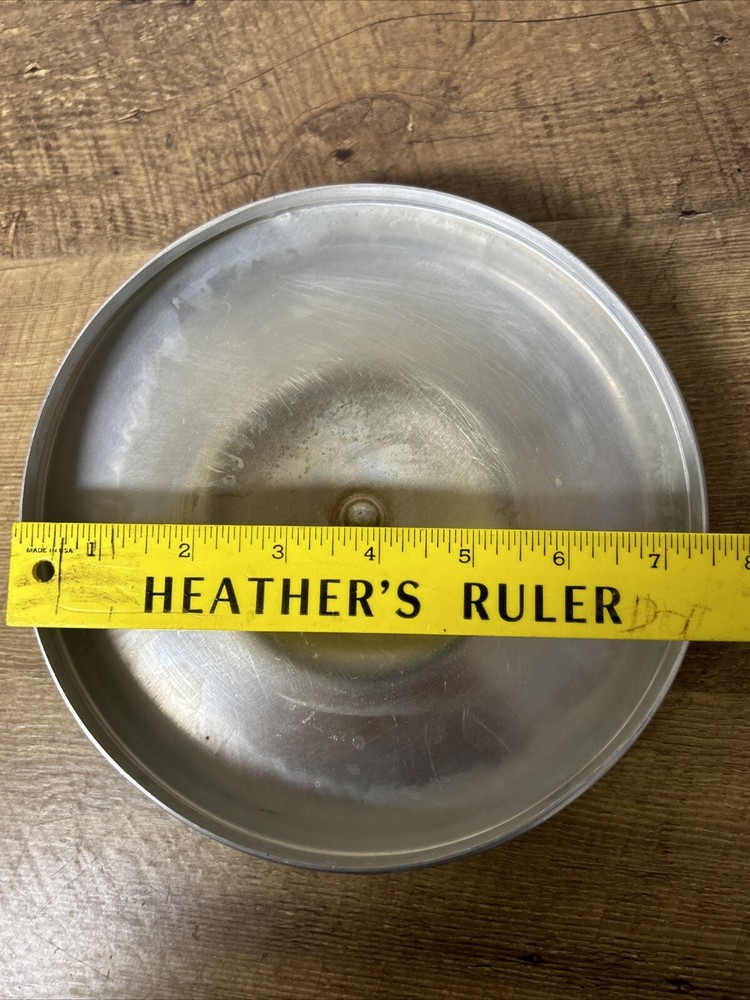 1 2 3 4 5 6 7 8
MADE IN USA
HEATHER'S RULER